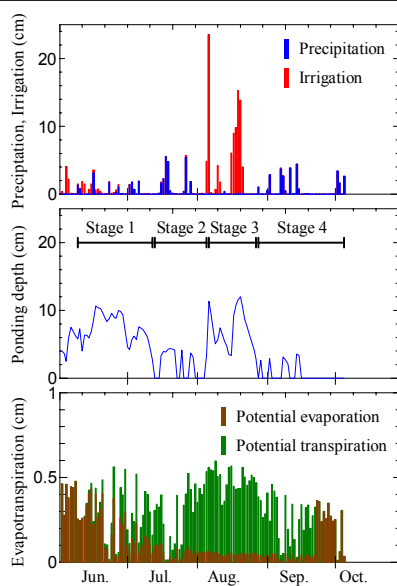 Preciptation, Irrigation (cm)
20
10
0
Precipitation
Irrigation
Ponding depth (cm)
20
10
0
Stage 1
Stage 2
Stage 3
Stage 4
Evapotranspiration (cm)
1
0.5
0
Potential evaporation
Potential transpiration
Jun.
Jul.
Aug.
Sep.
Oct.